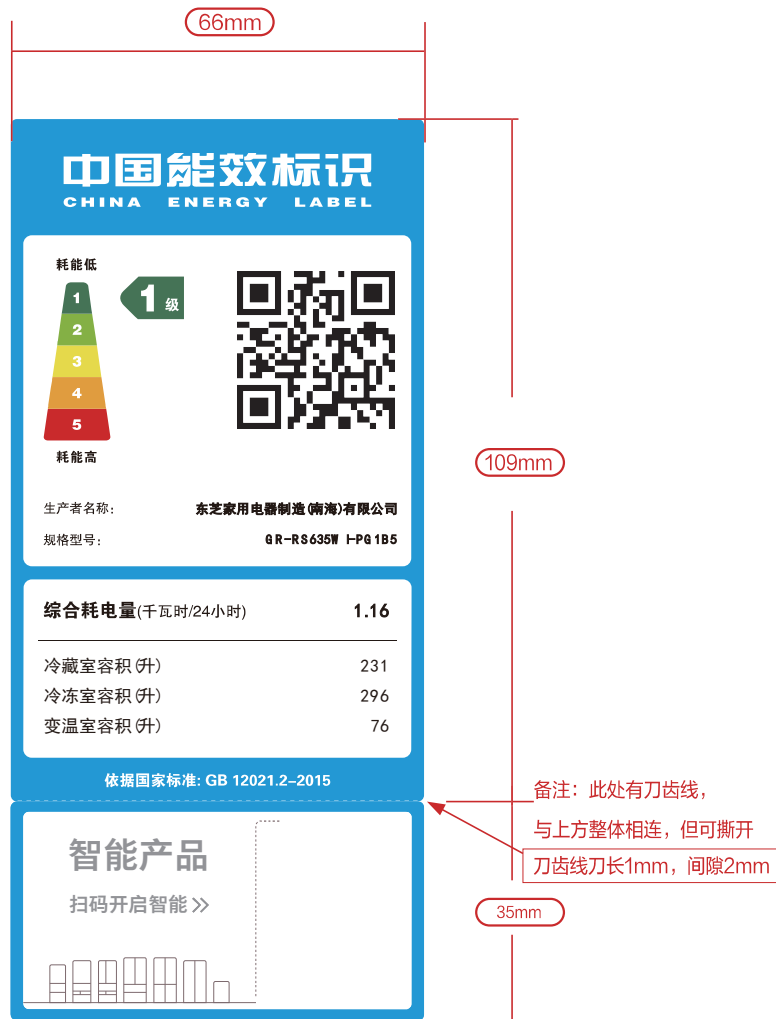 66mm
中国能效标识
CHINA ENERGY LABEL
耗能低
1
1级
2
3
4
5
耗能高
生产者名称: 东芝家用电器制造(南海)有限公司
规格型号: GR-RS635WI-PG1B5
109mm
综合耗电量(千瓦时/24小时) 1.16
冷藏室容积(升) 231
冷冻室容积(升) 296
变温室容积(升) 76
依据国家标准: GB 12021.2-2015
备注：此处有刀齿线，
与上方整体相连，但可撕开
刀齿线刀长1mm，间隙2mm
智能产品
扫码开启智能
35mm